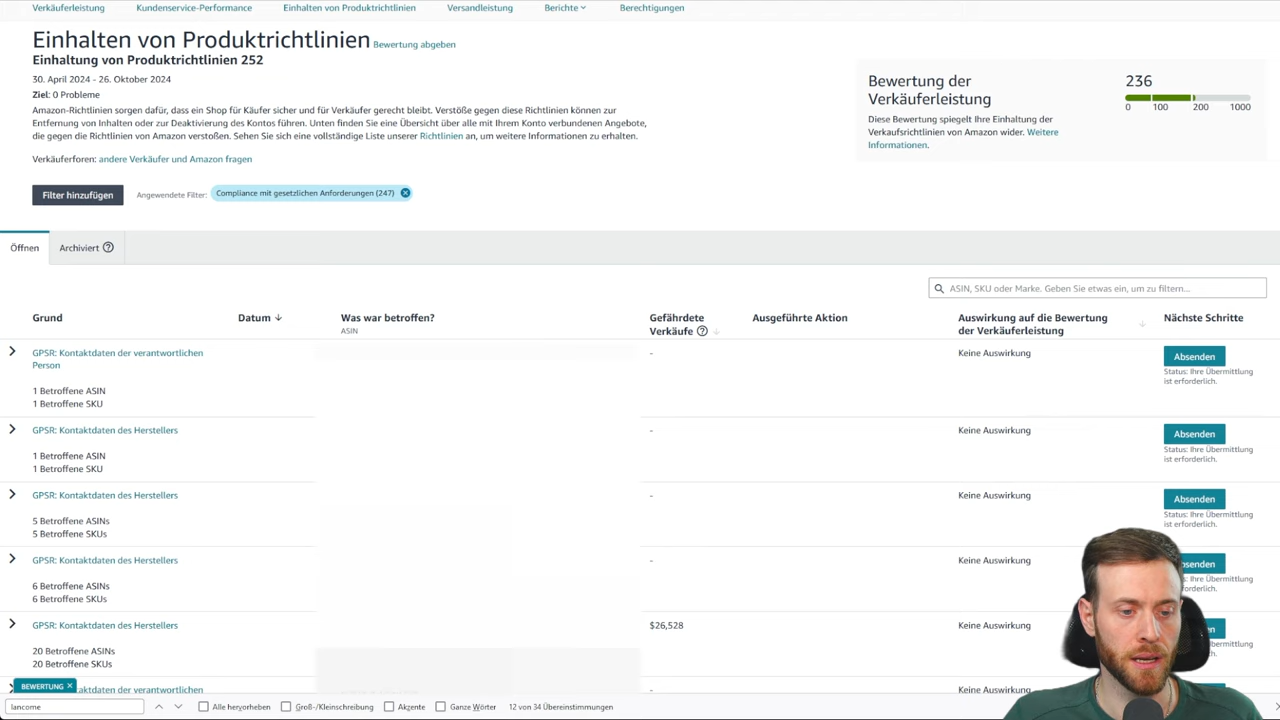 Verkäuferleistung Kundenservice-Performance Einhalten von Produktrichtlinien Versandleistung Berichte Berechtigungen
Einhalten von Produktrichtlinien Bewertung abgeben
Einhaltung von Produktrichtlinien 252
30. April 2024 - 26. Oktober 2024
Ziel: 0 Probleme
Amazon-Richtlinien sorgen dafür, dass ein Shop für Käufer sicher und für Verkäufer gerecht bleibt. Verstöße gegen diese Richtlinien können zur
Entfernung von Inhalten oder zur Deaktivierung des Kontos führen. Unten finden Sie eine Übersicht über alle mit Ihrem Konto verbundenen Angebote,
die gegen die Richtlinien von Amazon verstoßen. Sehen Sie sich eine vollständige Liste unserer Richtlinien an, um weitere Informationen zu erhalten.
Verkäuferforen: andere Verkäufer und Amazon fragen
Bewertung der
Verkäuferleistung
Diese Bewertung spiegelt Ihre Einhaltung der
Verkaufsrichtlinien von Amazon wider. Weitere
Informationen.
236
0 100 200 1000
Filter hinzufügen Angewendete Filter: Compliance mit gesetzlichen Anforderungen (247)
Öffnen Archiviert
ASIN, SKU oder Marke. Geben Sie etwas ein, um zu filtern...
Grund Datum Was war betroffen? Gefährdete Ausgeführte Aktion Auswirkung auf die Bewertung Nächste Schritte
ASIN Verkäufe der Verkäuferleistung
GPSR: Kontaktdaten der verantwortlichen - Keine Auswirkung Absenden
Person
Status: Ihre Übermittlung
ist erforderlich.
1 Betroffene ASIN
1 Betroffene SKU
GPSR: Kontaktdaten des Herstellers - Keine Auswirkung Absenden
Status: Ihre Übermittlung
ist erforderlich.
1 Betroffene ASIN
1 Betroffene SKU
GPSR: Kontaktdaten des Herstellers - Keine Auswirkung Absenden
Status: Ihre Übermittlung
ist erforderlich.
5 Betroffene ASINs
5 Betroffene SKUs
GPSR: Kontaktdaten des Herstellers - Keine Auswirkung senden
s: Ihre Übermittlung
forderlich.
6 Betroffene ASINs
6 Betroffene SKUs
GPSR: Kontaktdaten des Herstellers $26,528 Keine Auswirkung en
Übermittlung
20 Betroffene ASINs
20 Betroffene SKUs
BEWERTUNG × aktdaten der verantwortlichen - Keine Auswirkung
lancome Alle hervorheben Groß-/Kleinschreibung Akzente Ganze Wörter 12 von 34 Übereinstimmungen